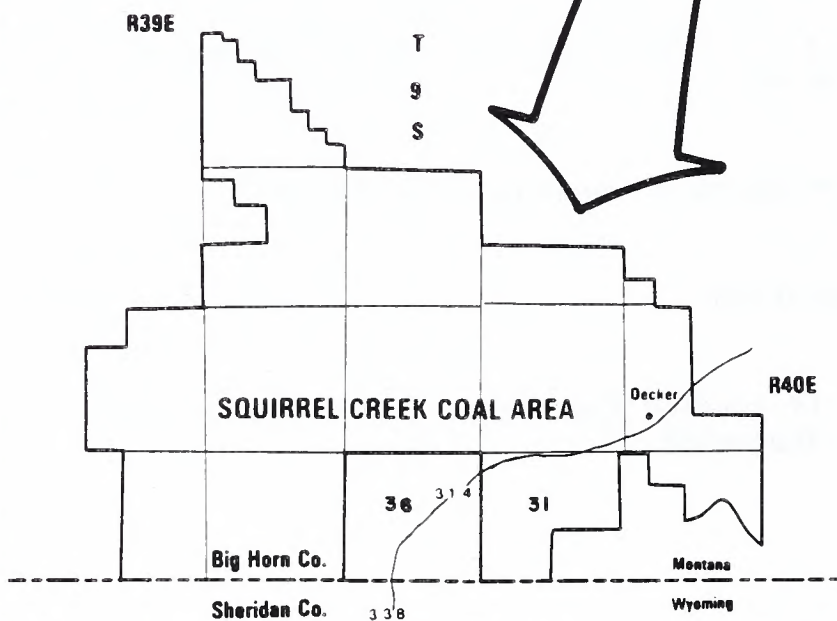 R39E
T
9
S
Decker
R40E
SQUIRREL CREEK COAL AREA
36
314
31
Big Horn Co.
Montana
Sheridan Co.
338
Wyoming